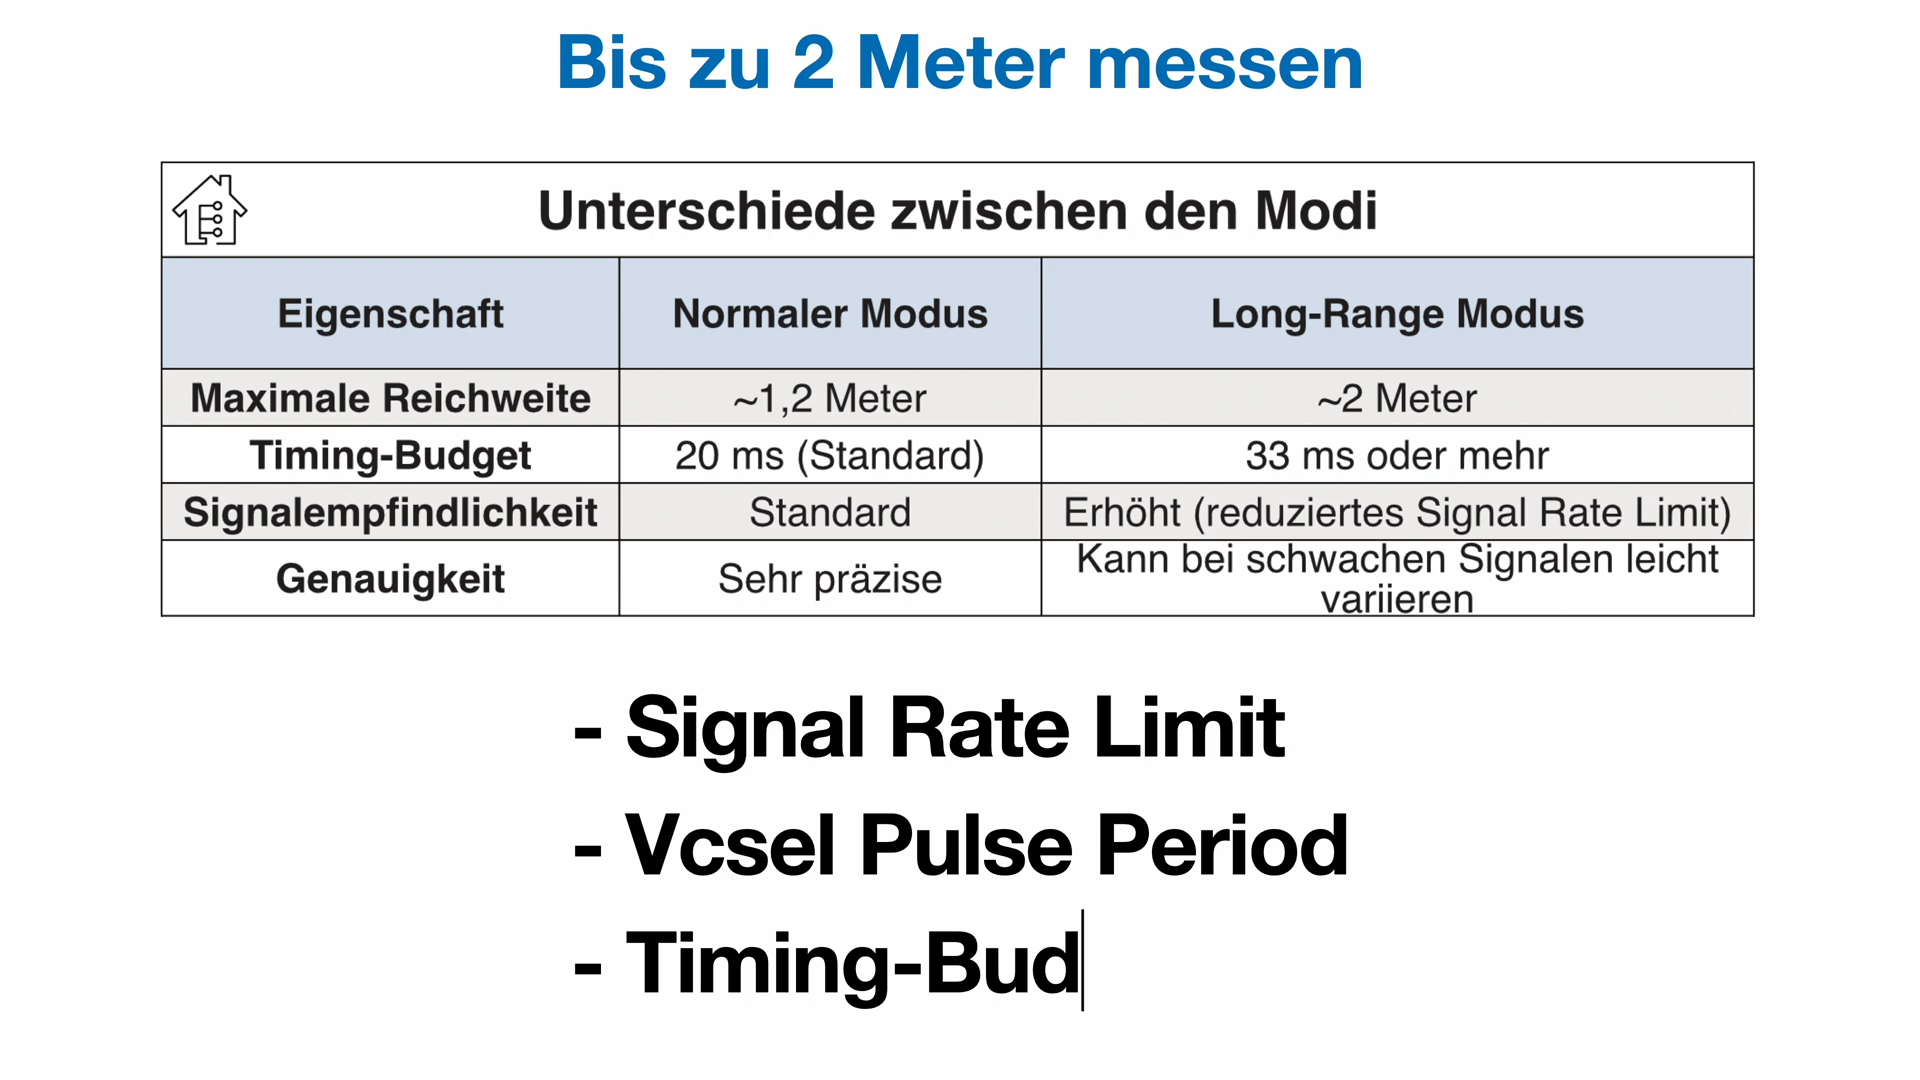 Bis zu 2 Meter messen
Unterschiede zwischen den Modi
Eigenschaft Normaler Modus Long-Range Modus
Maximale Reichweite ~1,2 Meter ~2 Meter
Timing-Budget 20 ms (Standard) 33 ms oder mehr
Signalempfindlichkeit Standard Erhöht (reduziertes Signal Rate Limit)
Genauigkeit Sehr präzise Kann bei schwachen Signalen leicht
variieren
- Signal Rate Limit
- Vcsel Pulse Period
- Timing-Bud